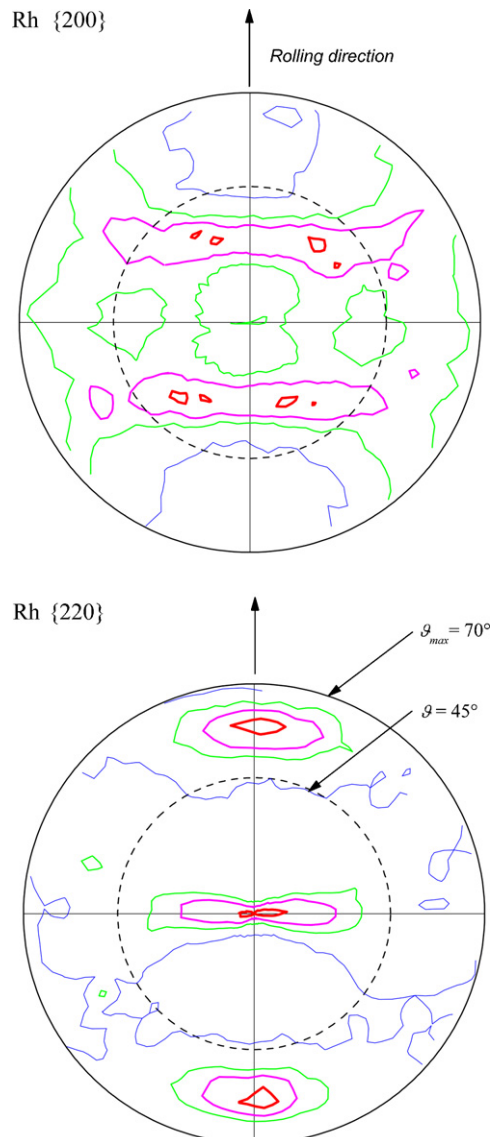 Rh {200}
Rolling direction
Rh {220}
ϑmax = 70°
ϑ = 45°